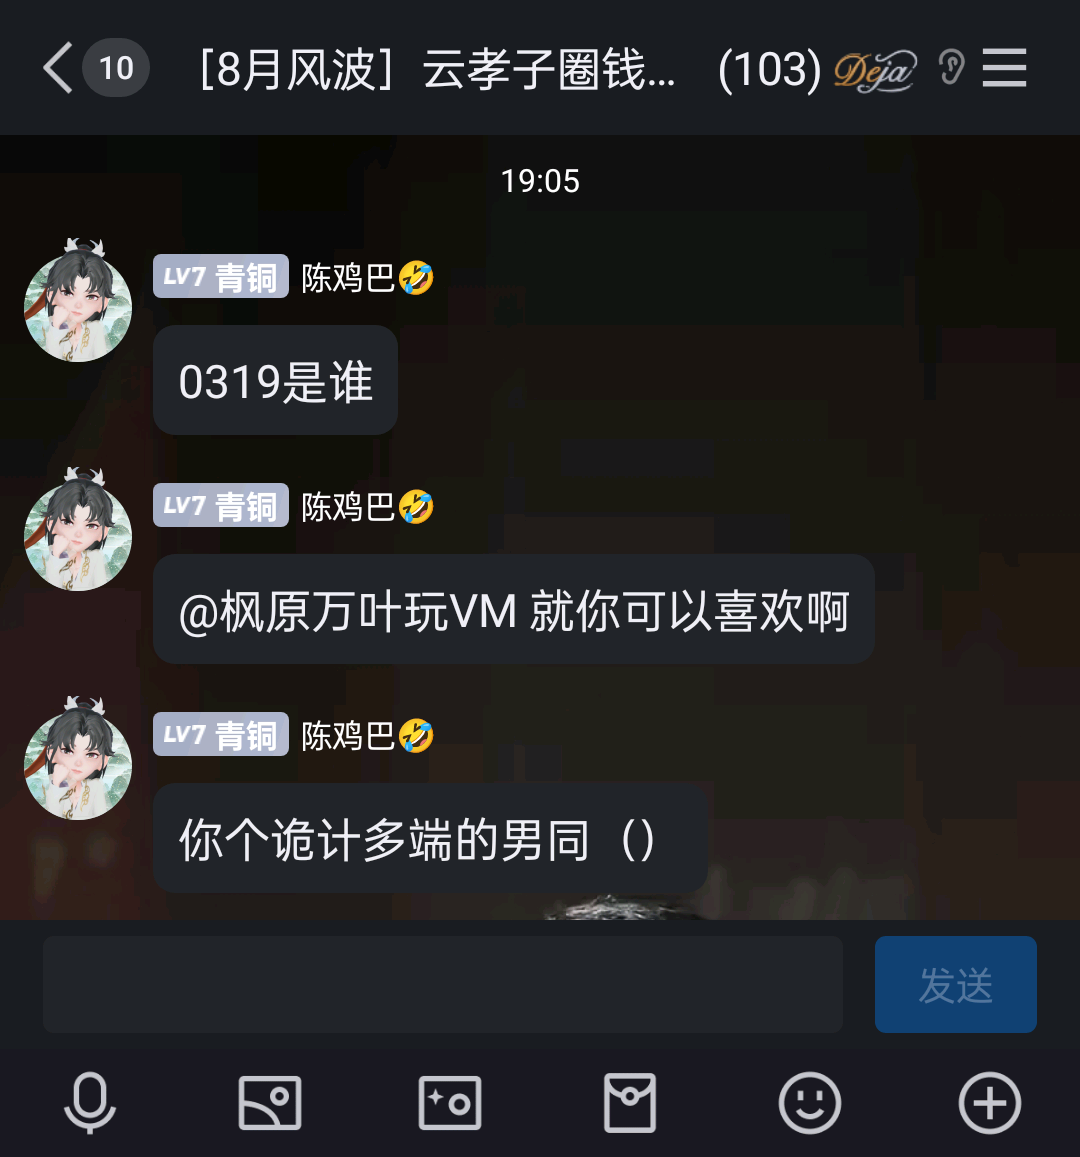 10
[8月风波］云孝子圈钱... (103) Deja
19:05
LV7 青铜 陈鸡巴🤣
0319是谁
LV7 青铜 陈鸡巴🤣
@枫原万叶玩VM 就你可以喜欢啊
LV7 青铜 陈鸡巴🤣
你个诡计多端的男同（）
发送